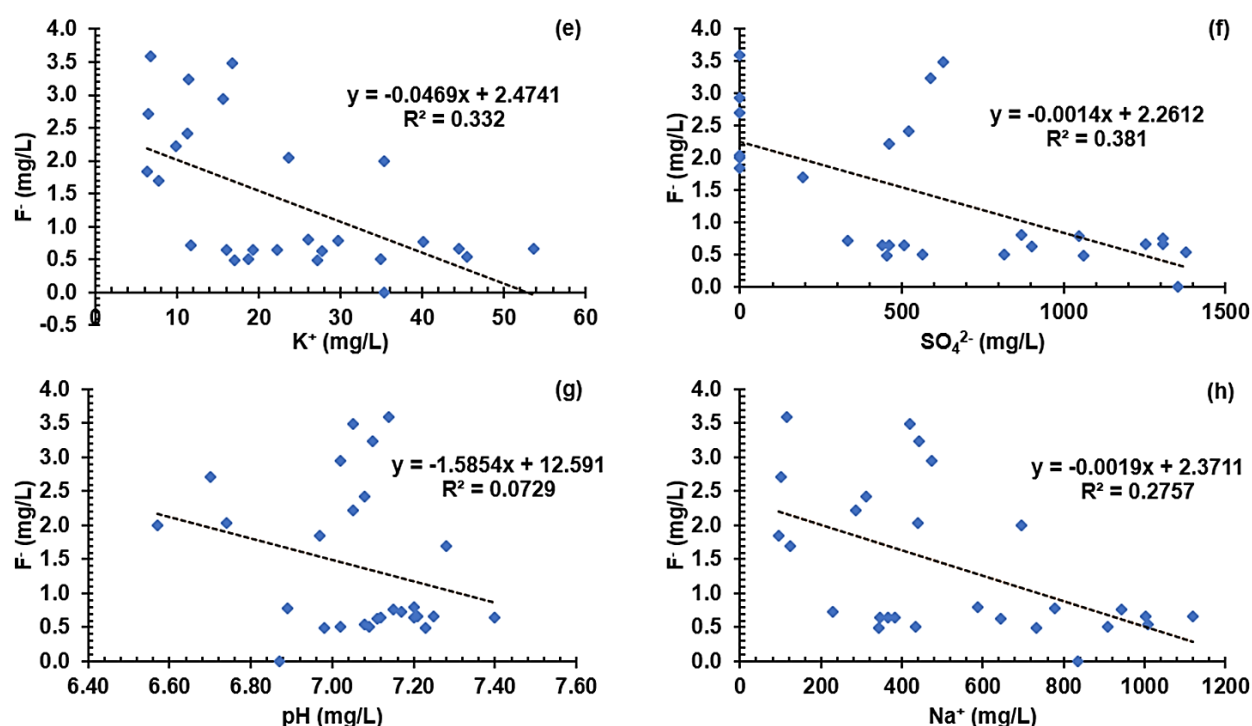 (e)
4.0
3.5
3.0
2.5
2.0
1.5
1.0
0.5
0.0
-0.5
F- (mg/L)
y = -0.0469x + 2.4741
R² = 0.332
0 10 20 30 40 50 60
K⁺ (mg/L)
(f)
4.0
3.5
3.0
2.5
2.0
1.5
1.0
0.5
0.0
F- (mg/L)
y = -0.0014x + 2.2612
R² = 0.381
0 500 1000 1500
SO₄²⁻ (mg/L)
(g)
4.0
3.5
3.0
2.5
2.0
1.5
1.0
0.5
0.0
F- (mg/L)
y = -1.5854x + 12.591
R² = 0.0729
6.40 6.60 6.80 7.00 7.20 7.40 7.60
pH (mg/L)
(h)
4.0
3.5
3.0
2.5
2.0
1.5
1.0
0.5
0.0
F- (mg/L)
y = -0.0019x + 2.3711
R² = 0.2757
0 200 400 600 800 1000 1200
Na⁺ (mg/L)